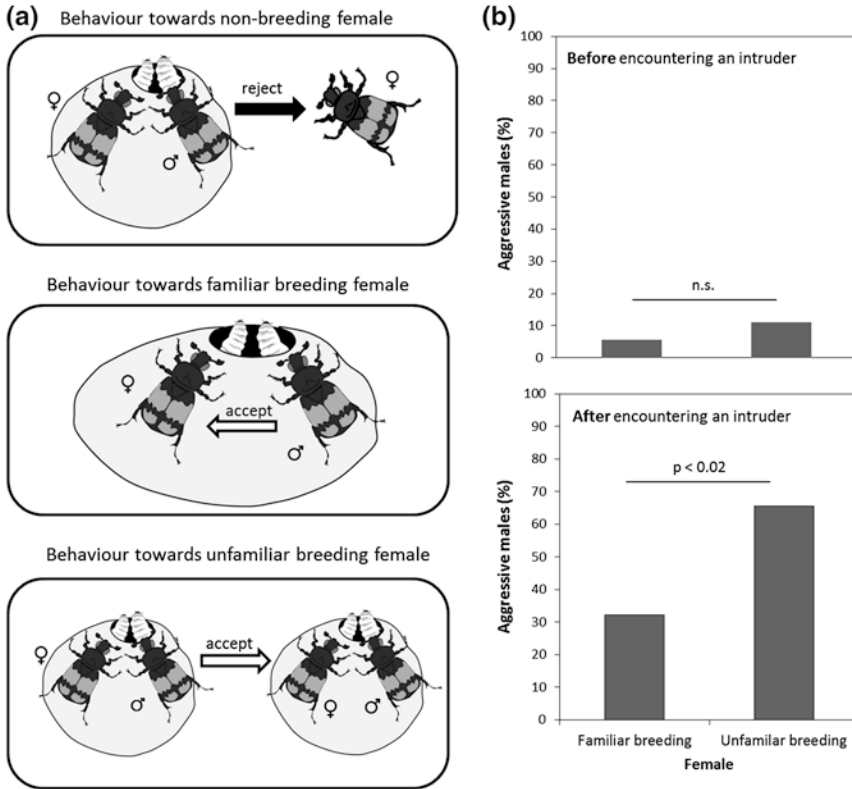 (a)
Behaviour towards non-breeding female
♀
♂
reject
♀
Behaviour towards familiar breeding female
♀
accept
♂
Behaviour towards unfamiliar breeding female
♀
♂
accept
♀
♂
(b)
Before encountering an intruder
Aggressive males (%)
100
90
80
70
60
50
40
30
20
10
0
n.s.
After encountering an intruder
Aggressive males (%)
100
90
80
70
60
50
40
30
20
10
0
p < 0.02
Familiar breeding
Unfamilar breeding
Female